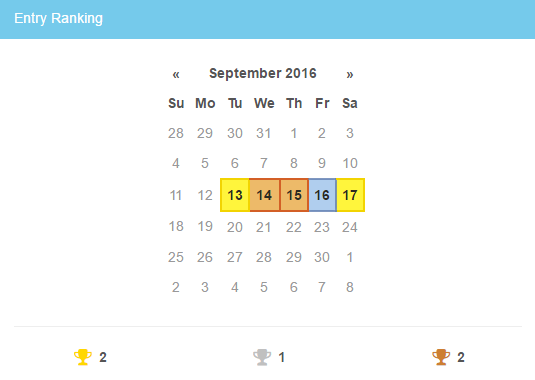 Entry Ranking
« September 2016 »
Su Mo Tu We Th Fr Sa
28 29 30 31 1 2 3
4 5 6 7 8 9 10
11 12 13 14 15 16 17
18 19 20 21 22 23 24
25 26 27 28 29 30 1
2 3 4 5 6 7 8
2 1 2